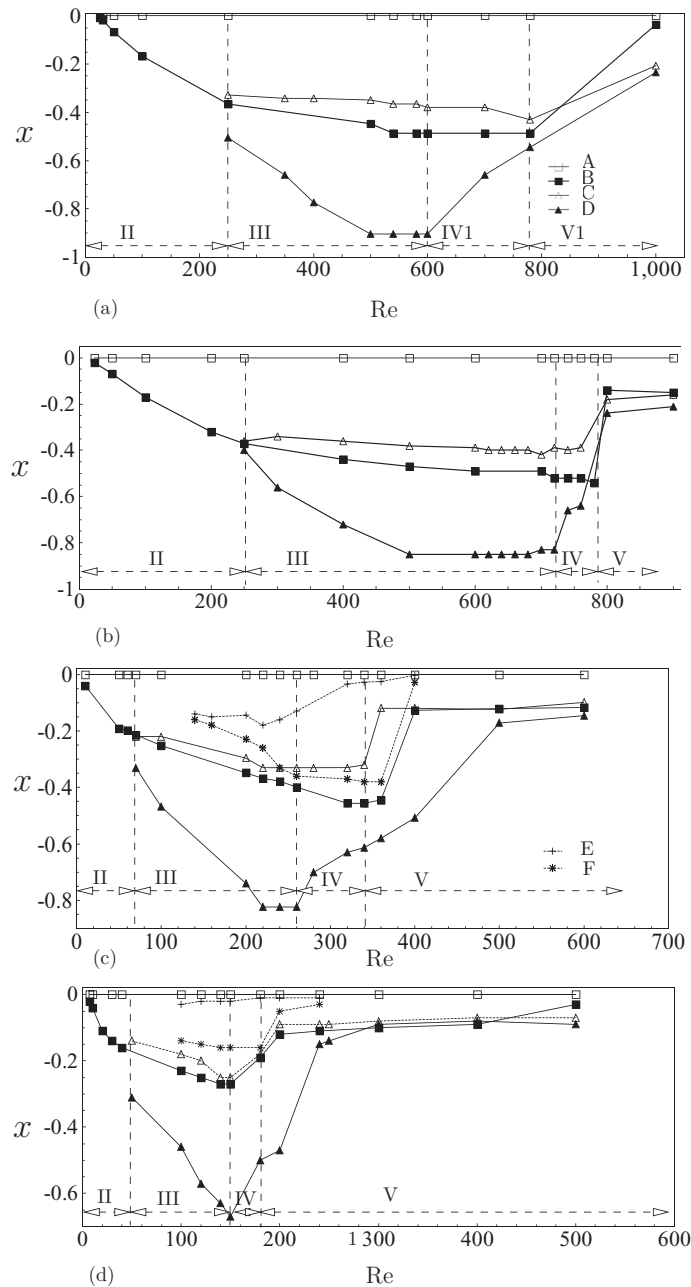 0
-0.2
-0.4
x
-0.6
-0.8
-1
II
III
IV1
V1
A
B
C
D
0 200 400 600 800 1,000
(a)
Re
0
-0.2
-0.4
x
-0.6
-0.8
-1
II
III
IV
V
0 200 400 600 800
(b)
Re
0
-0.2
-0.4
x
-0.6
-0.8
II
III
IV
V
E
F
0 100 200 300 400 500 600 700
(c)
Re
0
-0.2
x
-0.4
-0.6
II
III
IV
V
0 100 200 1 300 400 500 600
(d)
Re